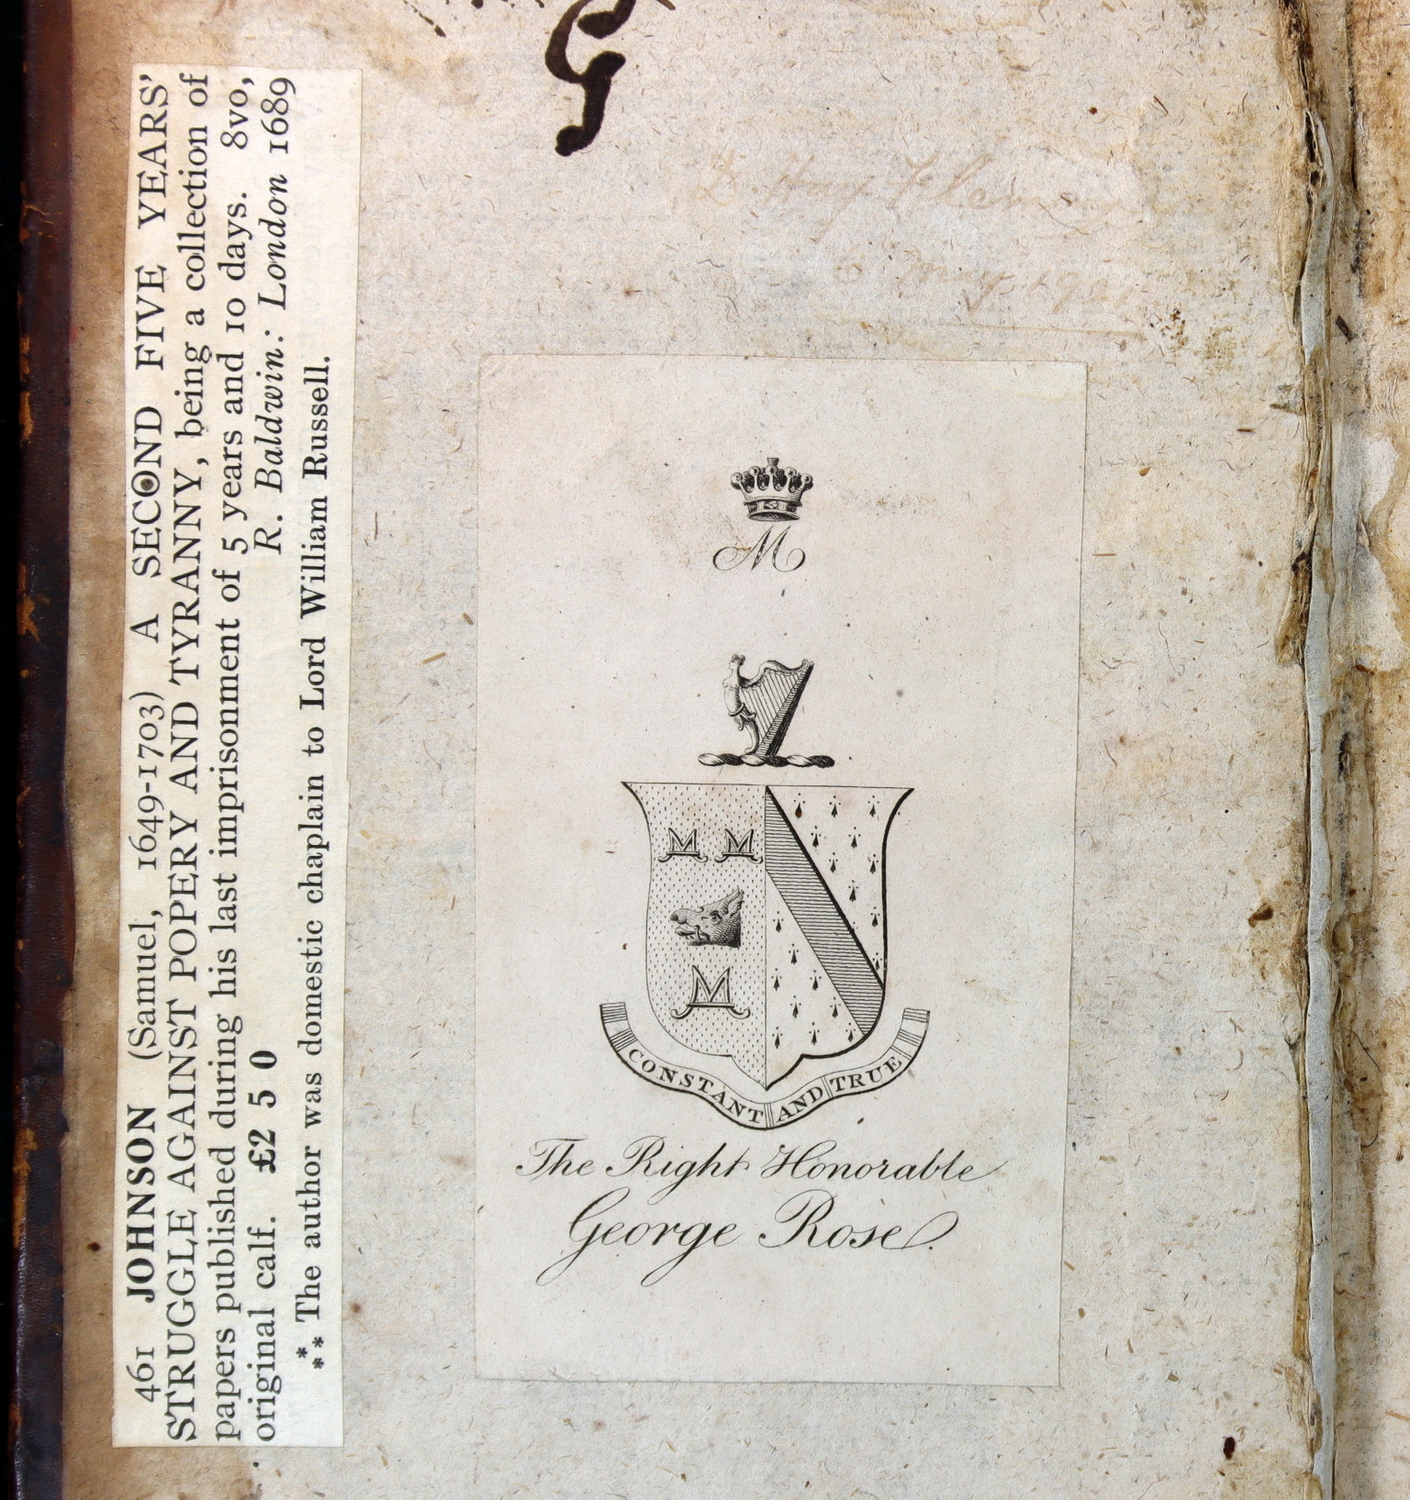 G
461 JOHNSON (Samuel, 1649-1703) A SECOND FIVE YEARS'
STRUGGLE AGAINST POPERY AND TYRANNY, being a collection of
papers published during his last imprisonment of 5 years and 10 days. 8vo,
original calf. £2 5 0 R. Baldwin: London 1689
*** The author was domestic chaplain to Lord William Russell.
M
M M
M
CONSTANT AND TRUE
The Right Honorable
George Rose.